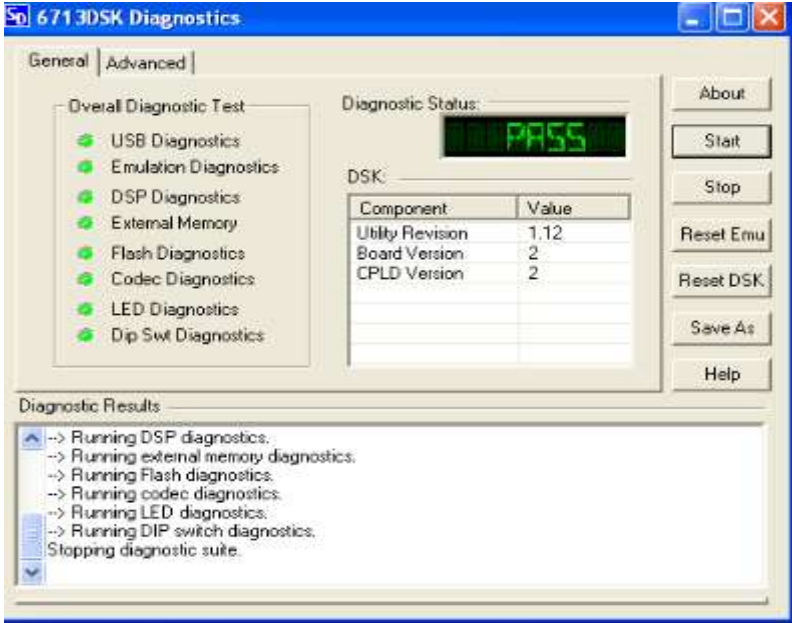 SD 6713DSK Diagnostics
General Advanced
Overall Diagnostic Test
USB Diagnostics
Emulation Diagnostics
DSP Diagnostics
External Memory
Flash Diagnostics
Codec Diagnostics
LED Diagnostics
Dip Swt Diagnostics
Diagnostic Status:
PASS
DSK:
Component Value
Utility Revision 1.12
Board Version 2
CPLD Version 2
About
Start
Stop
Reset Emu
Reset DSK
Save As
Help
Diagnostic Results
--> Running DSP diagnostics.
--> Running external memory diagnostics.
--> Running Flash diagnostics.
--> Running codec diagnostics.
--> Running LED diagnostics.
--> Running DIP switch diagnostics.
Stopping diagnostic suite.